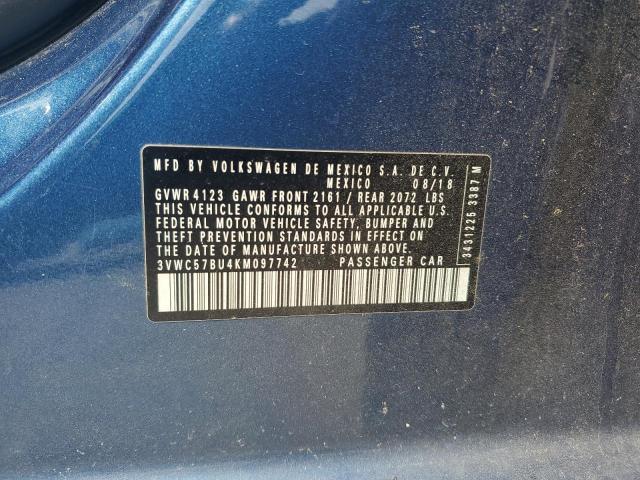 MFD BY VOLKSWAGEN DE MEXICO S.A. DE C.V.
MEXICO 08/18
GVWR 4123 GAWR FRONT 2161 / REAR 2072 LBS
THIS VEHICLE CONFORMS TO ALL APPLICABLE U.S.
FEDERAL MOTOR VEHICLE SAFETY, BUMPER AND
THEFT PREVENTION STANDARDS IN EFFECT ON
THE DATE OF MANUFACTURE SHOWN ABOVE.
3VWC57BU4KM097742 PASSENGER CAR
3431225 3387 M